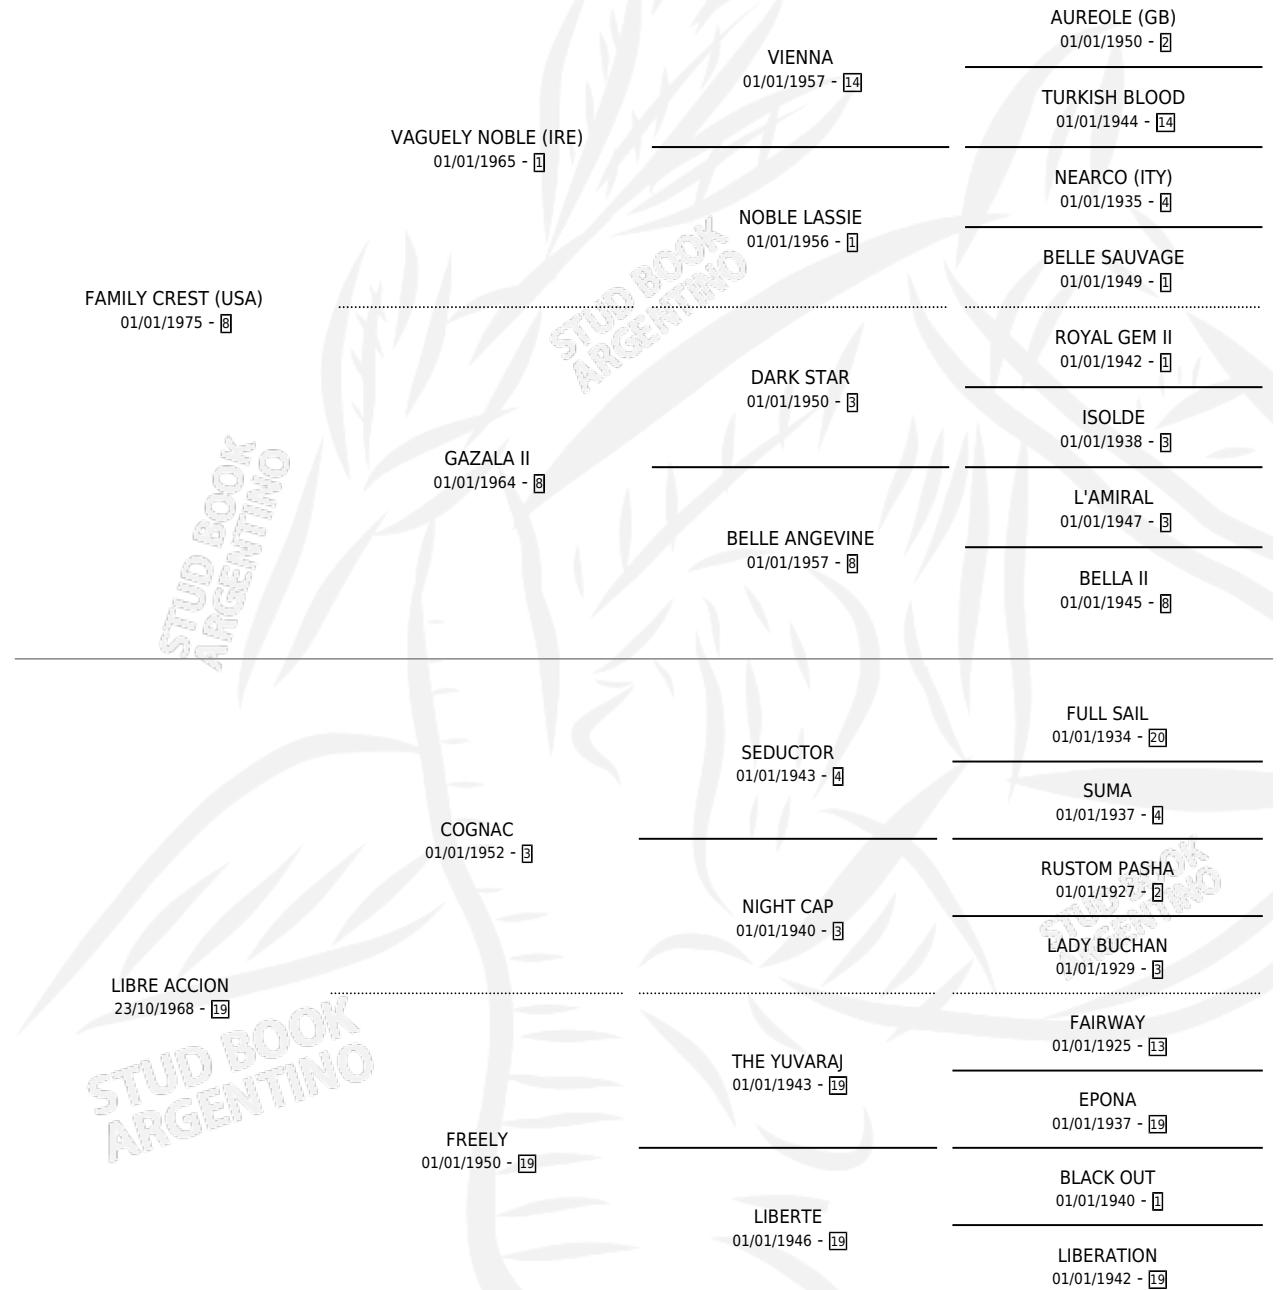 AUREOLE (GB)
01/01/1950 - 2
VIENNA
01/01/1957 - 14
TURKISH BLOOD
01/01/1944 - 14
VAGUELY NOBLE (IRE)
01/01/1965 - 1
NEARCO (ITY)
01/01/1935 - 4
NOBLE LASSIE
01/01/1956 - 1
BELLE SAUVAGE
01/01/1949 - 1
FAMILY CREST (USA)
01/01/1975 - 8
STUD BOOK
ARGENTINO
ROYAL GEM II
01/01/1942 - 1
DARK STAR
01/01/1950 - 3
ISOLDE
01/01/1938 - 3
GAZALA II
01/01/1964 - 8
L'AMIRAL
01/01/1947 - 3
BELLE ANGEVINE
01/01/1957 - 8
BELLA II
01/01/1945 - 8
STUD BOOK
ARGENTINO
FULL SAIL
01/01/1934 - 20
SEDUCTOR
01/01/1943 - 4
SUMA
01/01/1937 - 4
COGNAC
01/01/1952 - 3
RUSTOM PASHA
01/01/1927 - 2
NIGHT CAP
01/01/1940 - 3
STUD BOOK
ARGENTINO
LADY BUCHAN
01/01/1929 - 3
LIBRE ACCION
23/10/1968 - 19
STUD BOOK
ARGENTINO
FAIRWAY
01/01/1925 - 13
THE YUVARAJ
01/01/1943 - 19
EPONA
01/01/1937 - 19
FREELY
01/01/1950 - 19
BLACK OUT
01/01/1940 - 1
LIBERTE
01/01/1946 - 19
LIBERATION
01/01/1942 - 19